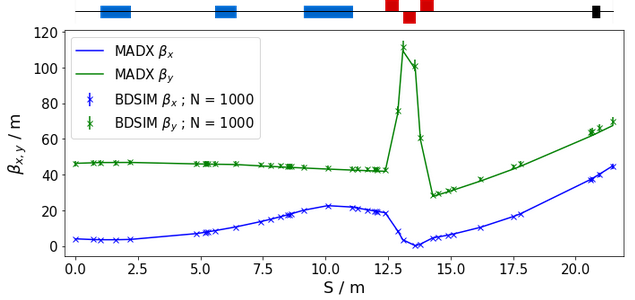 120
100
80
60
40
20
0
β_x,y / m
MADX β_x
MADX β_y
BDSIM β_x ; N = 1000
BDSIM β_y ; N = 1000
0.0 2.5 5.0 7.5 10.0 12.5 15.0 17.5 20.0
S / m